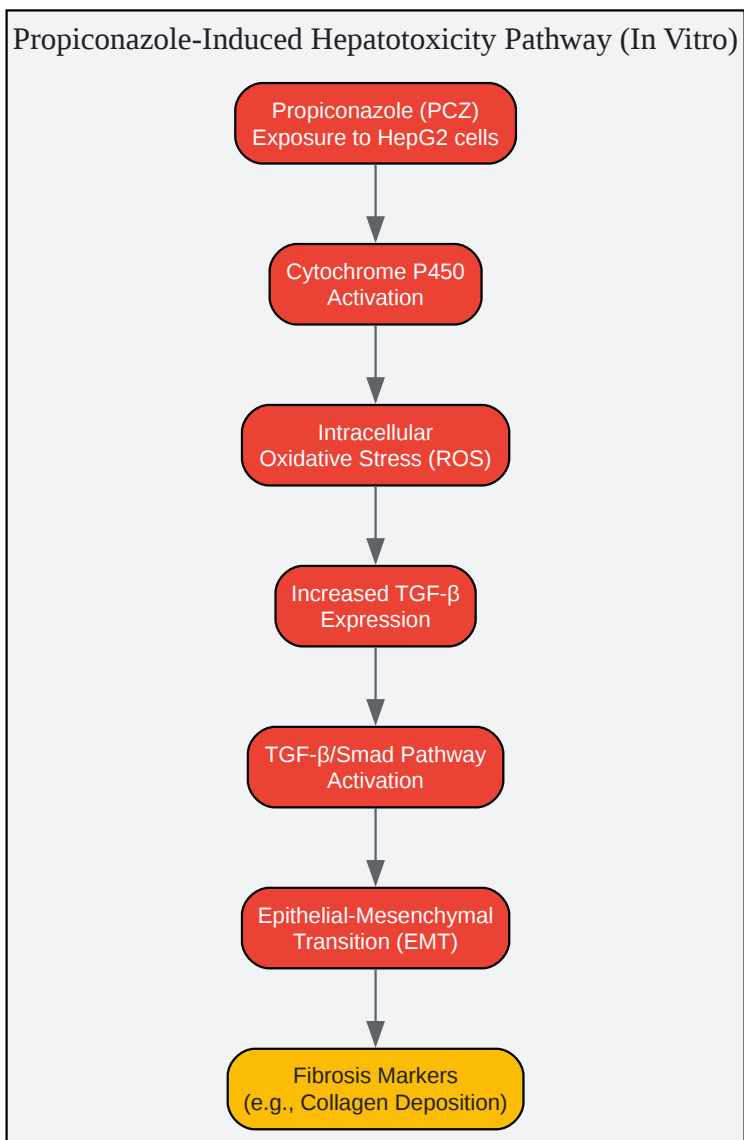 Propiconazole-Induced Hepatotoxicity Pathway (In Vitro)
Propiconazole (PCZ)
Exposure to HepG2 cells
Cytochrome P450
Activation
Intracellular
Oxidative Stress (ROS)
Increased TGF-β
Expression
TGF-β/Smad Pathway
Activation
Epithelial-Mesenchymal
Transition (EMT)
Fibrosis Markers
(e.g., Collagen Deposition)